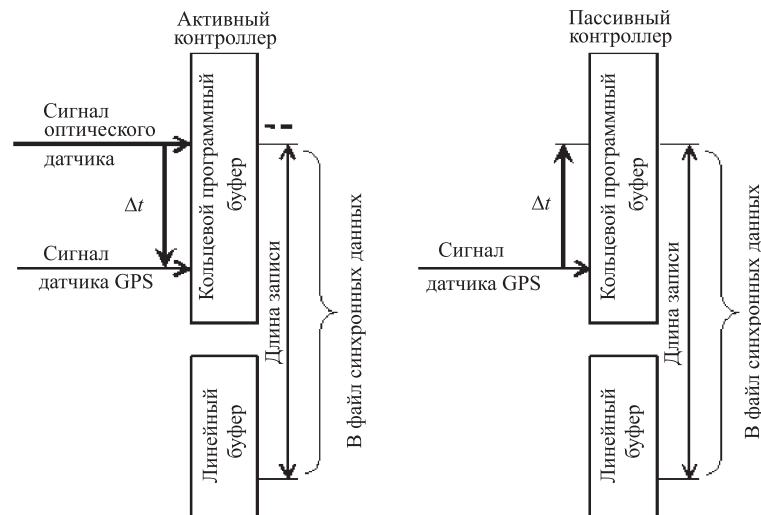 Активный
контроллер
Сигнал
оптического
датчика
Δt
Сигнал
датчика GPS
Кольцевой программный
буфер
Линейный
буфер
Длина записи
В файл синхронных данных
Пассивный
контроллер
Δt
Сигнал
датчика GPS
Кольцевой программный
буфер
Линейный
буфер
Длина записи
В файл синхронных данных